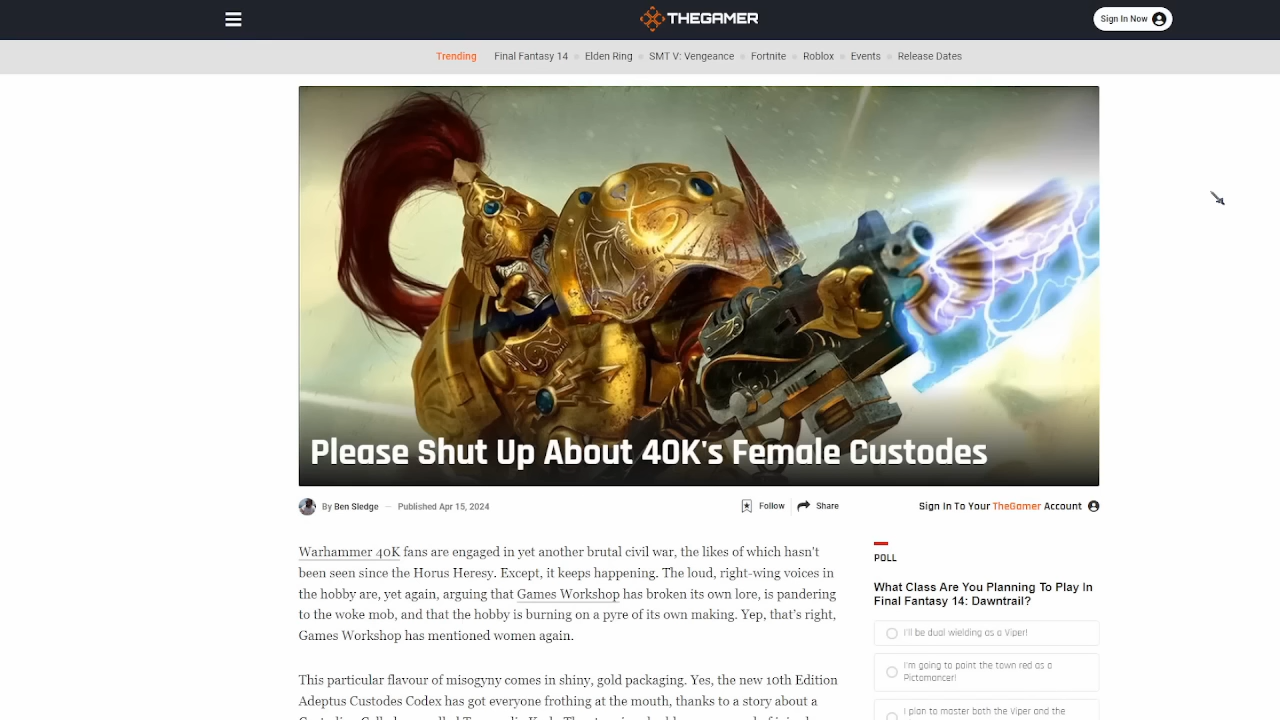 THEGAMER
Sign In Now
Trending Final Fantasy 14 Elden Ring SMT V: Vengeance Fortnite Roblox Events Release Dates
Please Shut Up About 40K's Female Custodes
By Ben Sledge — Published Apr 15, 2024
Follow Share
Sign In To Your TheGamer Account
Warhammer 40K fans are engaged in yet another brutal civil war, the likes of which hasn't
been seen since the Horus Heresy. Except, it keeps happening. The loud, right-wing voices in
the hobby are, yet again, arguing that Games Workshop has broken its own lore, is pandering
to the woke mob, and that the hobby is burning on a pyre of its own making. Yep, that's right,
Games Workshop has mentioned women again.
This particular flavour of misogyny comes in shiny, gold packaging. Yes, the new 10th Edition
Adeptus Custodes Codex has got everyone frothing at the mouth, thanks to a story about a
POLL
What Class Are You Planning To Play In
Final Fantasy 14: Dawntrail?
I'll be dual wielding as a Viper!
I'm going to paint the town red as a
Pictomancer!
I plan to master both the Viper and the